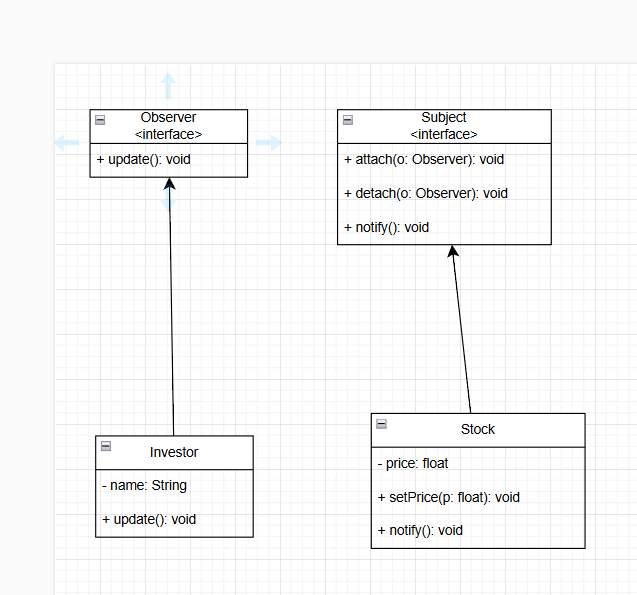 Observer
<interface>
+ update(): void
Subject
<interface>
+ attach(o: Observer): void
+ detach(o: Observer): void
+ notify(): void
Investor
- name: String
+ update(): void
Stock
- price: float
+ setPrice(p: float): void
+ notify(): void